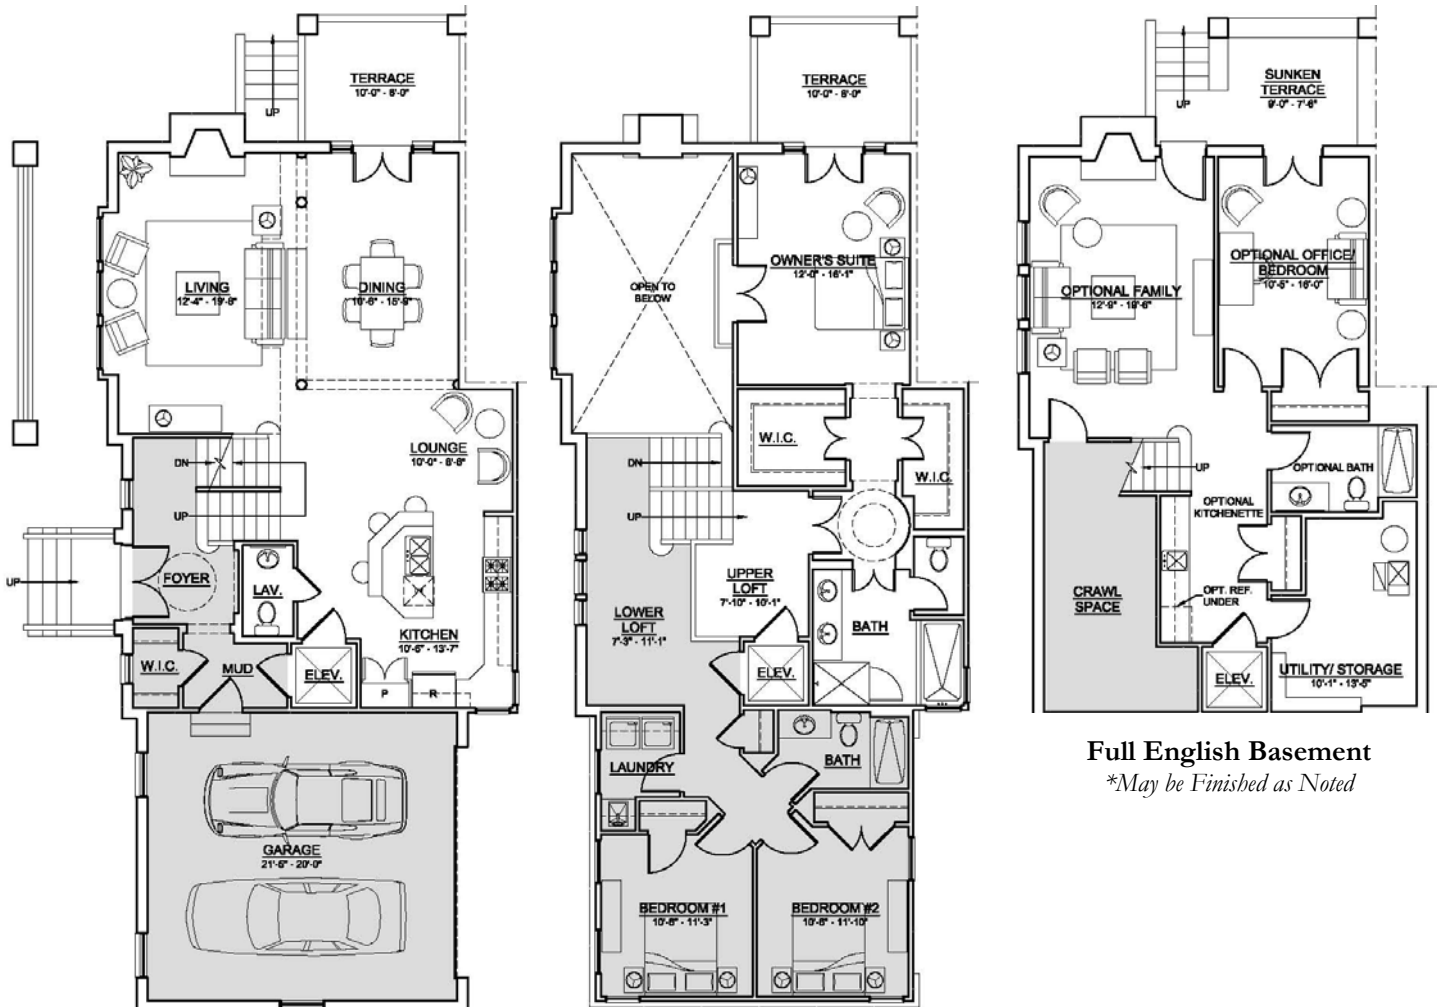 TERRACE
10'-0" - 8'-0"
UP
LIVING
12'-4" - 19'-8"
DINING
10'-6" - 15'-9"
LOUNGE
10'-0" - 8'-8"
DN
UP
UP
FOYER
LAV.
KITCHEN
10'-6" - 13'-7"
W.I.C.
MUD
ELEV.
P
R
GARAGE
21'-6" - 20'-0"
TERRACE
10'-0" - 8'-0"
OPEN TO
BELOW
OWNER'S SUITE
12'-0" - 16'-1"
W.I.C.
W.I.C.
DN
UP
UPPER
LOFT
7'-10" - 10'-1"
LOWER
LOFT
7'-3" - 11'-1"
BATH
ELEV.
LAUNDRY
BATH
BEDROOM #1
10'-8" - 11'-3"
BEDROOM #2
10'-8" - 11'-10"
SUNKEN
TERRACE
9'-0" - 7'-6"
UP
OPTIONAL FAMILY
12'-9" - 19'-6"
OPTIONAL OFFICE/
BEDROOM
10'-5" - 16'-0"
UP
OPTIONAL BATH
OPTIONAL
KITCHENETTE
OPT. REF.
UNDER
CRAWL
SPACE
ELEV.
UTILITY/ STORAGE
10'-1" - 13'-5"
Full English Basement
*May be Finished as Noted